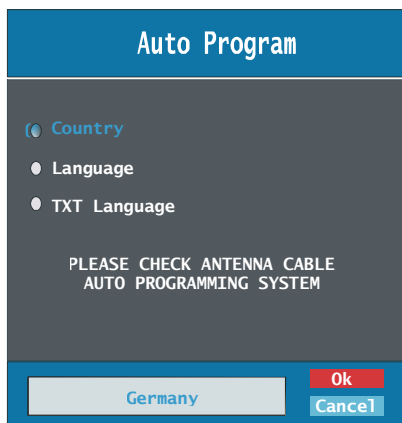 Auto Program
Country
Language
TXT Language
PLEASE CHECK ANTENNA CABLE
AUTO PROGRAMMING SYSTEM
Germany
Ok
Cancel